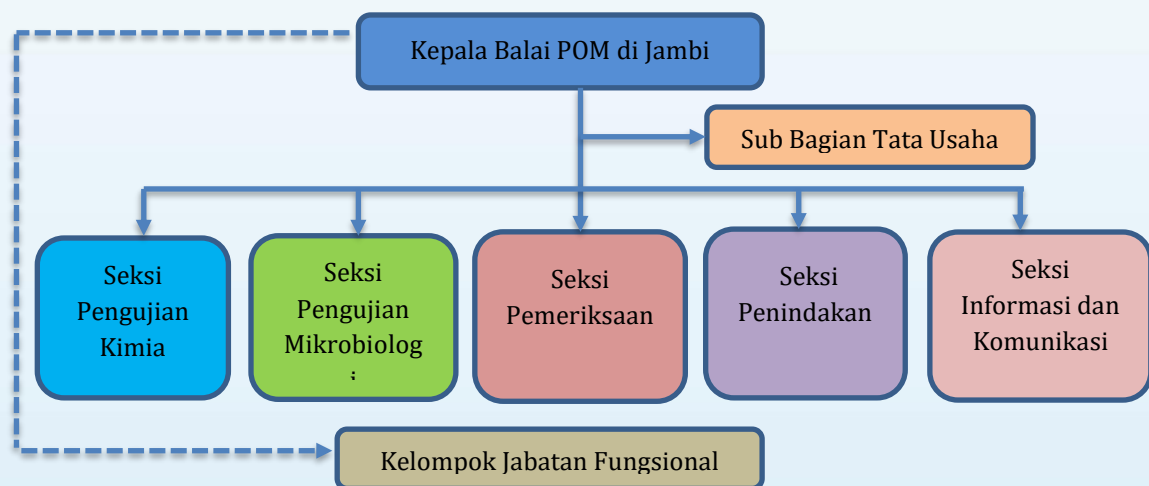 Kepala Balai POM di Jambi
Sub Bagian Tata Usaha
Seksi
Pengujian
Kimia
Seksi
Pengujian
Mikrobiolog
i
Seksi
Pemeriksaan
Seksi
Penindakan
Seksi
Informasi dan
Komunikasi
Kelompok Jabatan Fungsional